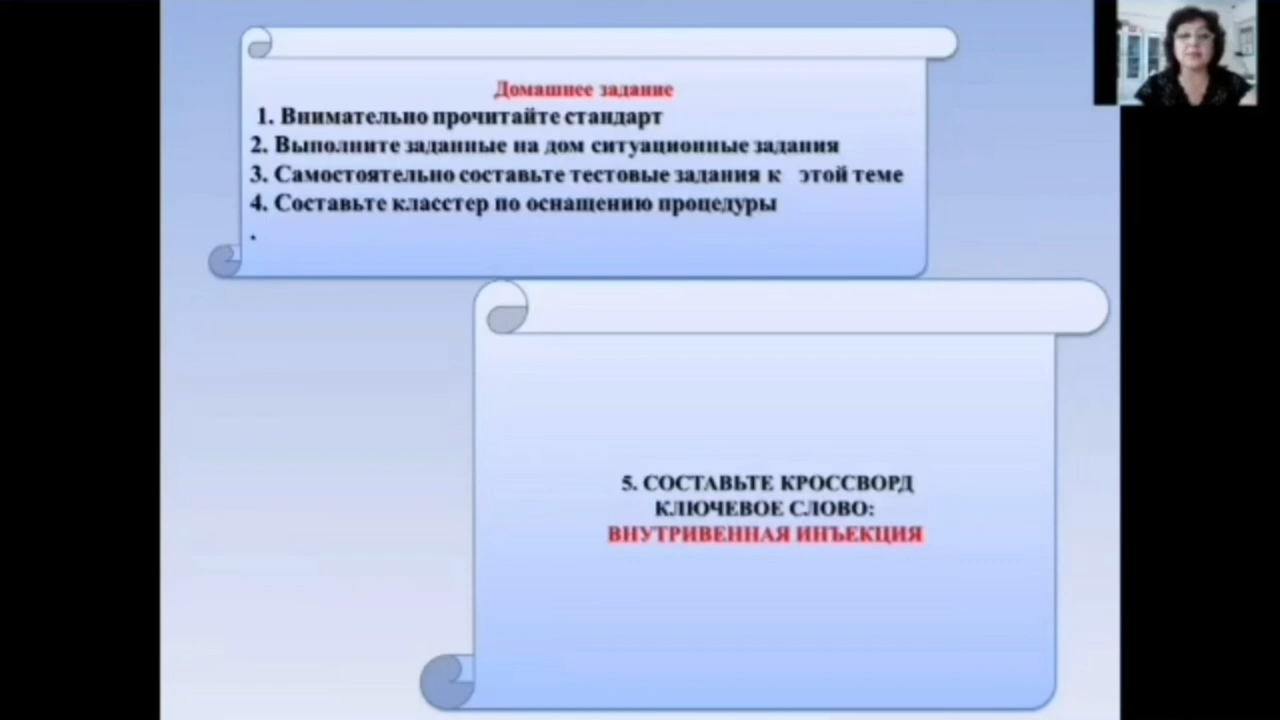 Домашнее задание
1. Внимательно прочитайте стандарт
2. Выполните заданные на дом ситуационные задания
3. Самостоятельно составьте тестовые задания к этой теме
4. Составьте класстер по оснащению процедуры
.
5. СОСТАВЬТЕ КРОССВОРД
КЛЮЧЕВОЕ СЛОВО:
ВНУТРИВЕННАЯ ИНЪЕКЦИЯ